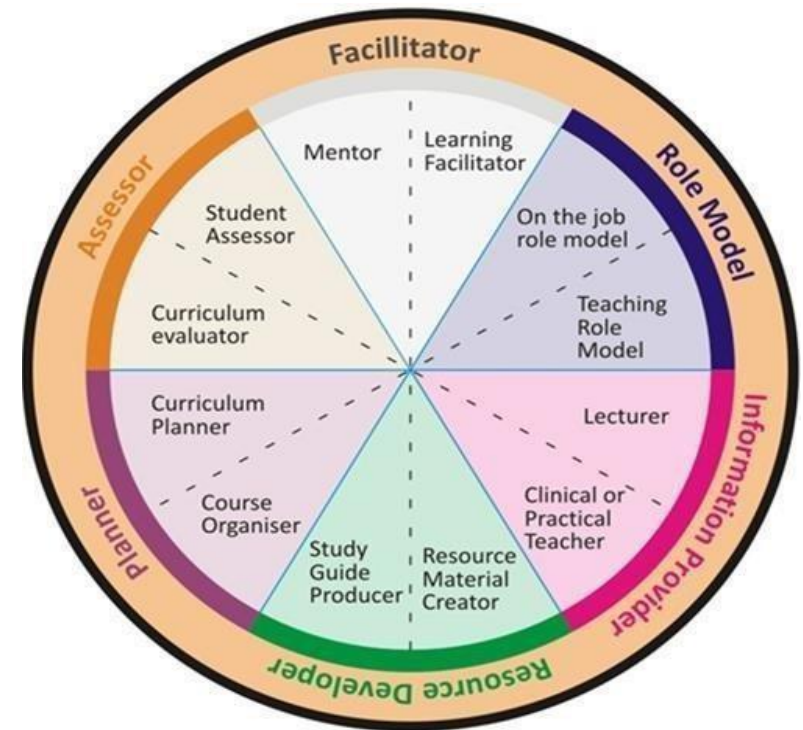 Facillitator
Mentor
Learning
Facilitator
Role Model
On the job
role model
Teaching
Role
Model
Information Provider
Lecturer
Clinical or
Practical
Teacher
Resource Developer
Resource
Material
Creator
Study
Guide
Producer
Planner
Course
Organiser
Curriculum
Planner
Assessor
Curriculum
evaluator
Student
Assessor